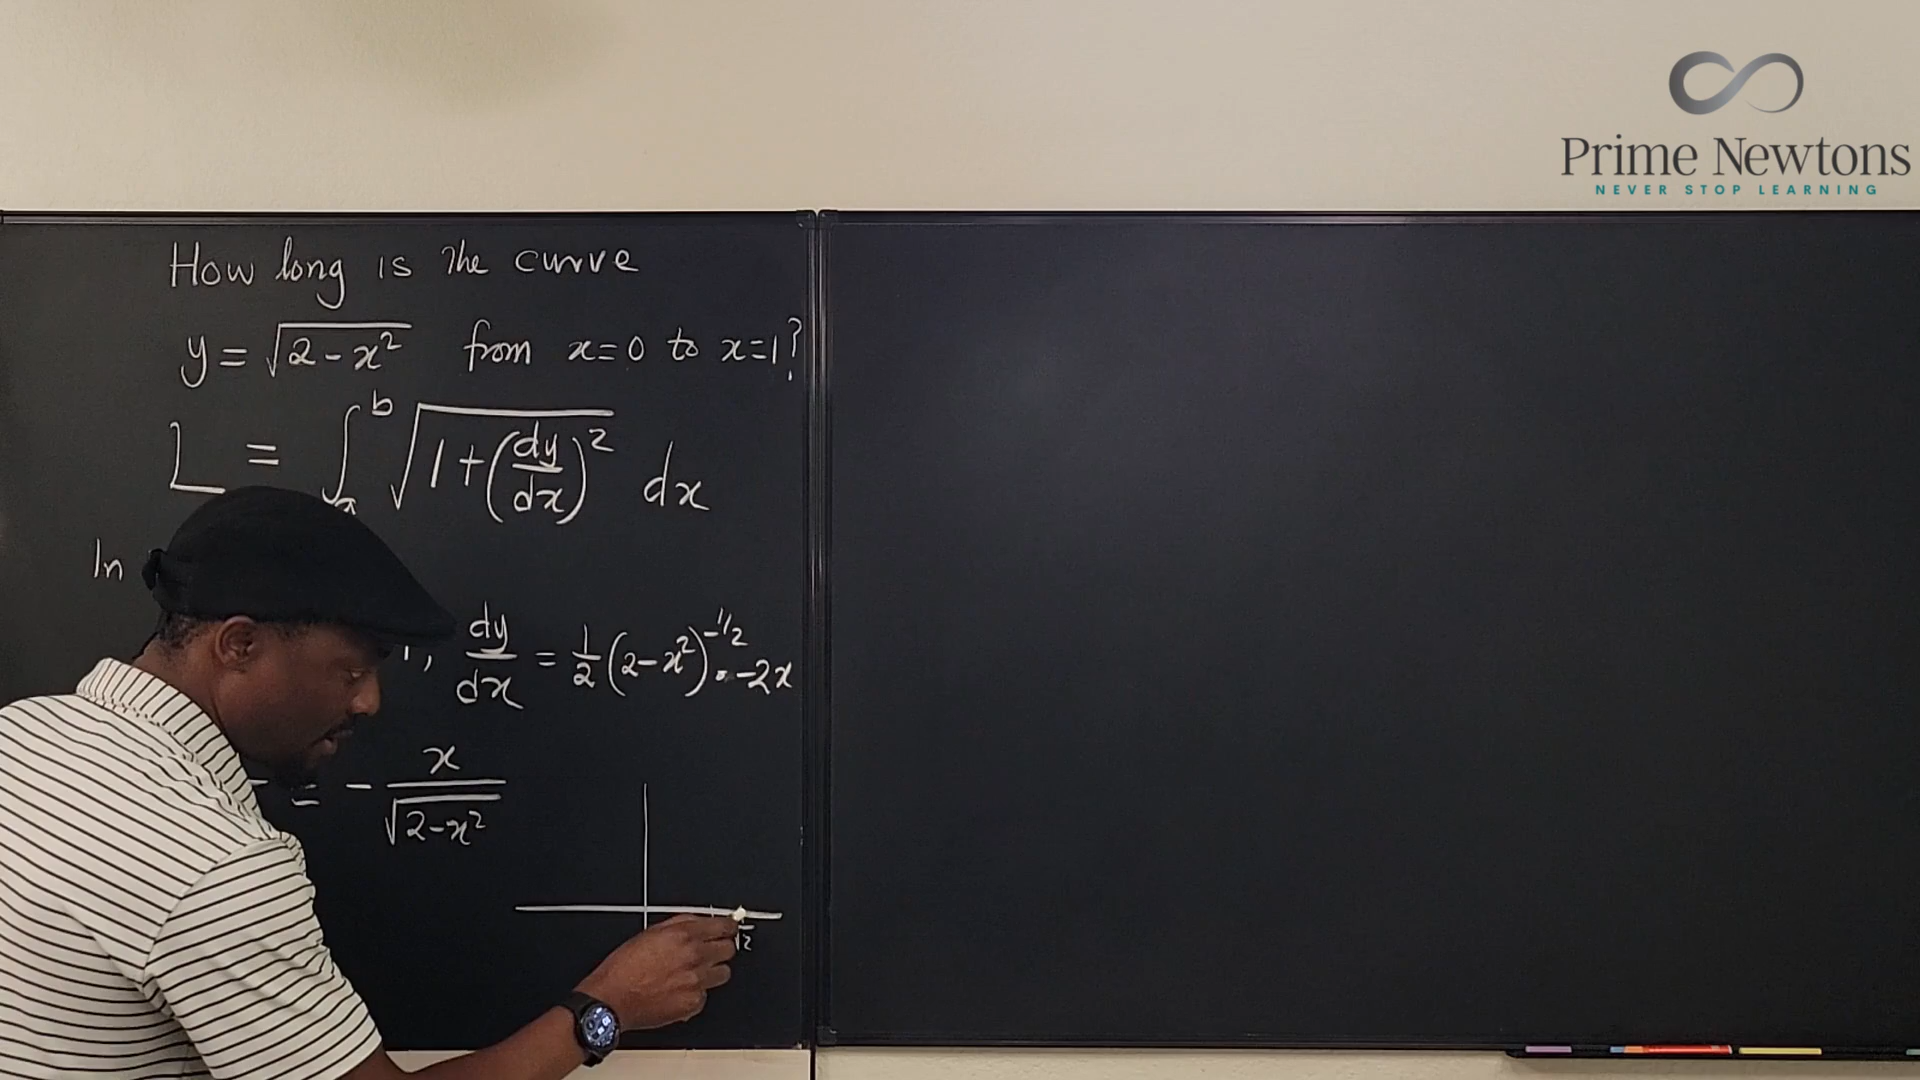 Prime Newtons
NEVER STOP LEARNING
How long is the curve
y = √(2 - x²) from x=0 to x=1?
L = ∫ₐᵇ √(1+(dy/dx)²) dx
In
, dy/dx = 1/2 (2-x²)^(-1/2) · -2x
= - x/√(2-x²)
√2